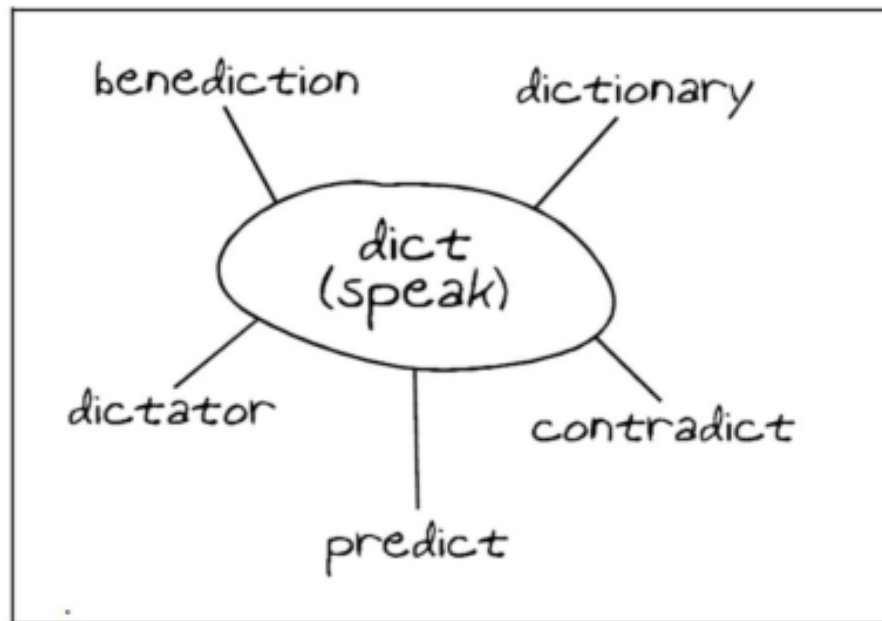 benediction
dictionary
dict
(speak)
dictator
contradict
predict